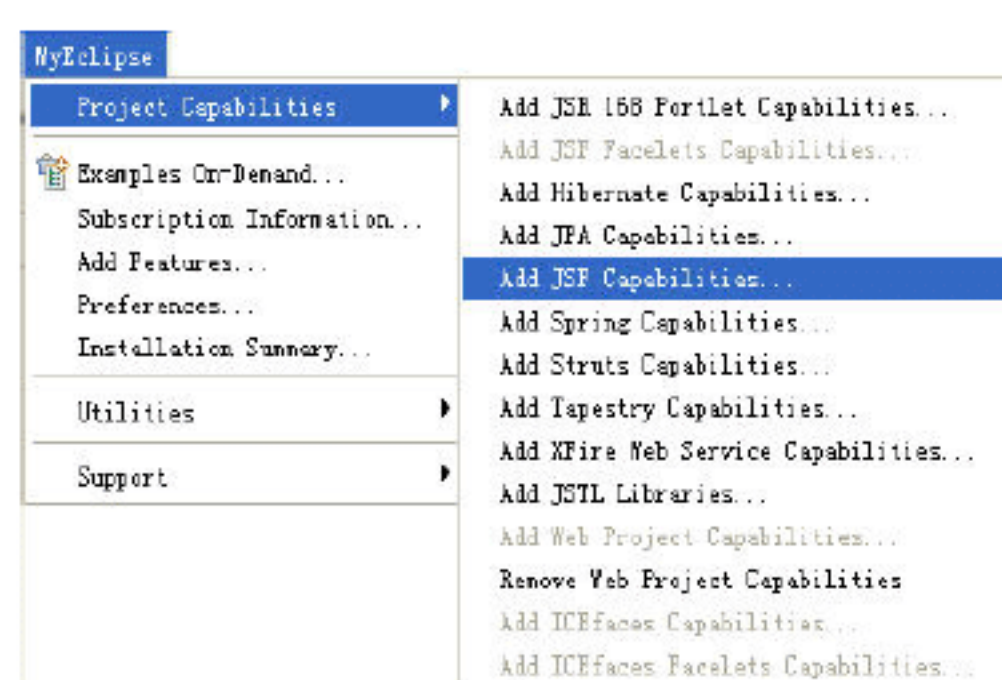 MyEclipse
Project Capabilities
Examples On-Demand...
Subscription Information...
Add Features...
Preferences...
Installation Summary...
Utilities
Support
Add JSR 168 Portlet Capabilities...
Add JSF Facelets Capabilities...
Add Hibernate Capabilities...
Add JPA Capabilities...
Add JSF Capabilities...
Add Spring Capabilities...
Add Struts Capabilities...
Add Tapestry Capabilities...
Add XFire Web Service Capabilities...
Add JSTL Libraries...
Add Web Project Capabilities...
Remove Web Project Capabilities
Add ICEfaces Capabilities...
Add ICEfaces Facelets Capabilities...